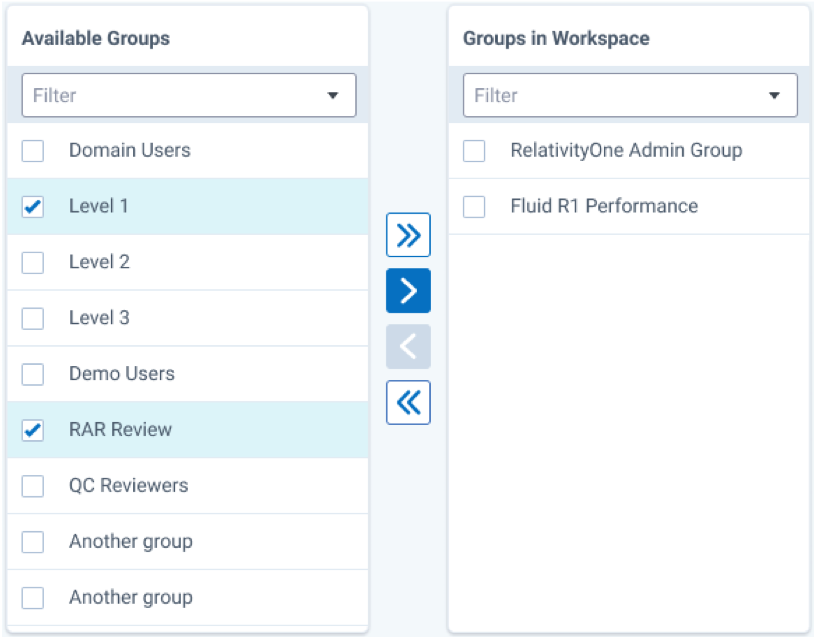 Available Groups
Filter
Domain Users
Level 1
Level 2
Level 3
Demo Users
RAR Review
QC Reviewers
Another group
Another group
Groups in Workspace
Filter
RelativityOne Admin Group
Fluid R1 Performance